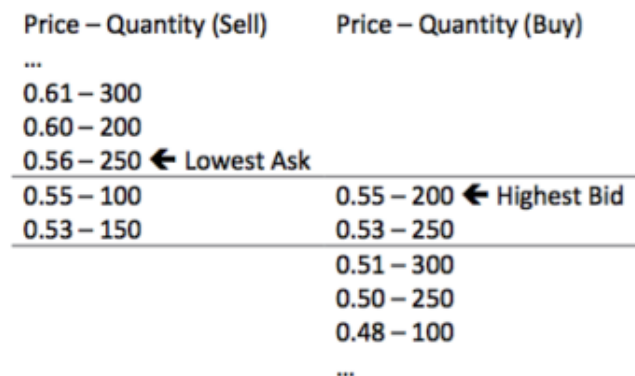 Price – Quantity (Sell) Price – Quantity (Buy)
...
0.61 – 300
0.60 – 200
0.56 – 250 🡸 Lowest Ask
0.55 – 100 0.55 – 200 🡸 Highest Bid
0.53 – 150 0.53 – 250
0.51 – 300
0.50 – 250
0.48 – 100
...